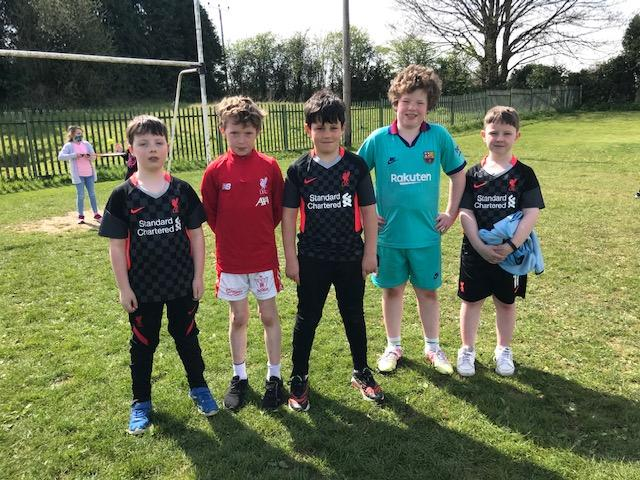 Standard
Chartered
AXA
Standard
Chartered
Rakuten
Standard
Chartered